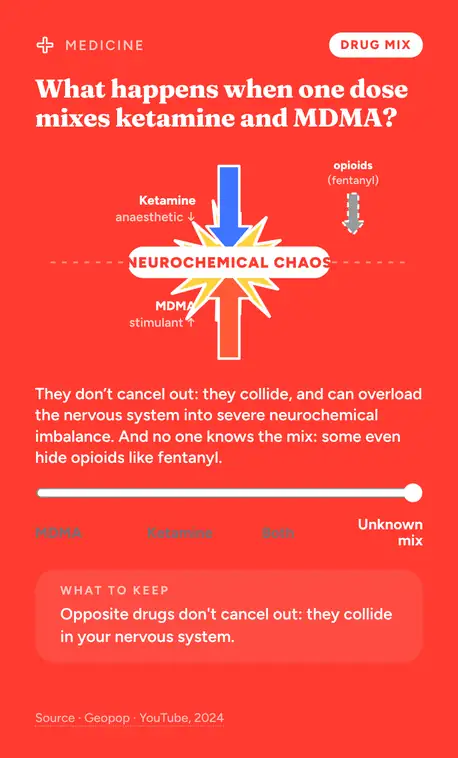 MEDICINE
DRUG MIX
What happens when one dose
mixes ketamine and MDMA?
opioids
(fentanyl)
Ketamine
anaesthetic ↓
NEUROCHEMICAL CHAOS
MDMA
stimulant ↑
They don’t cancel out: they collide, and can overload
the nervous system into severe neurochemical
imbalance. And no one knows the mix: some even
hide opioids like fentanyl.
MDMA
Ketamine
Both
Unknown
mix
WHAT TO KEEP
Opposite drugs don't cancel out: they collide
in your nervous system.
Source · Geopop · YouTube, 2024